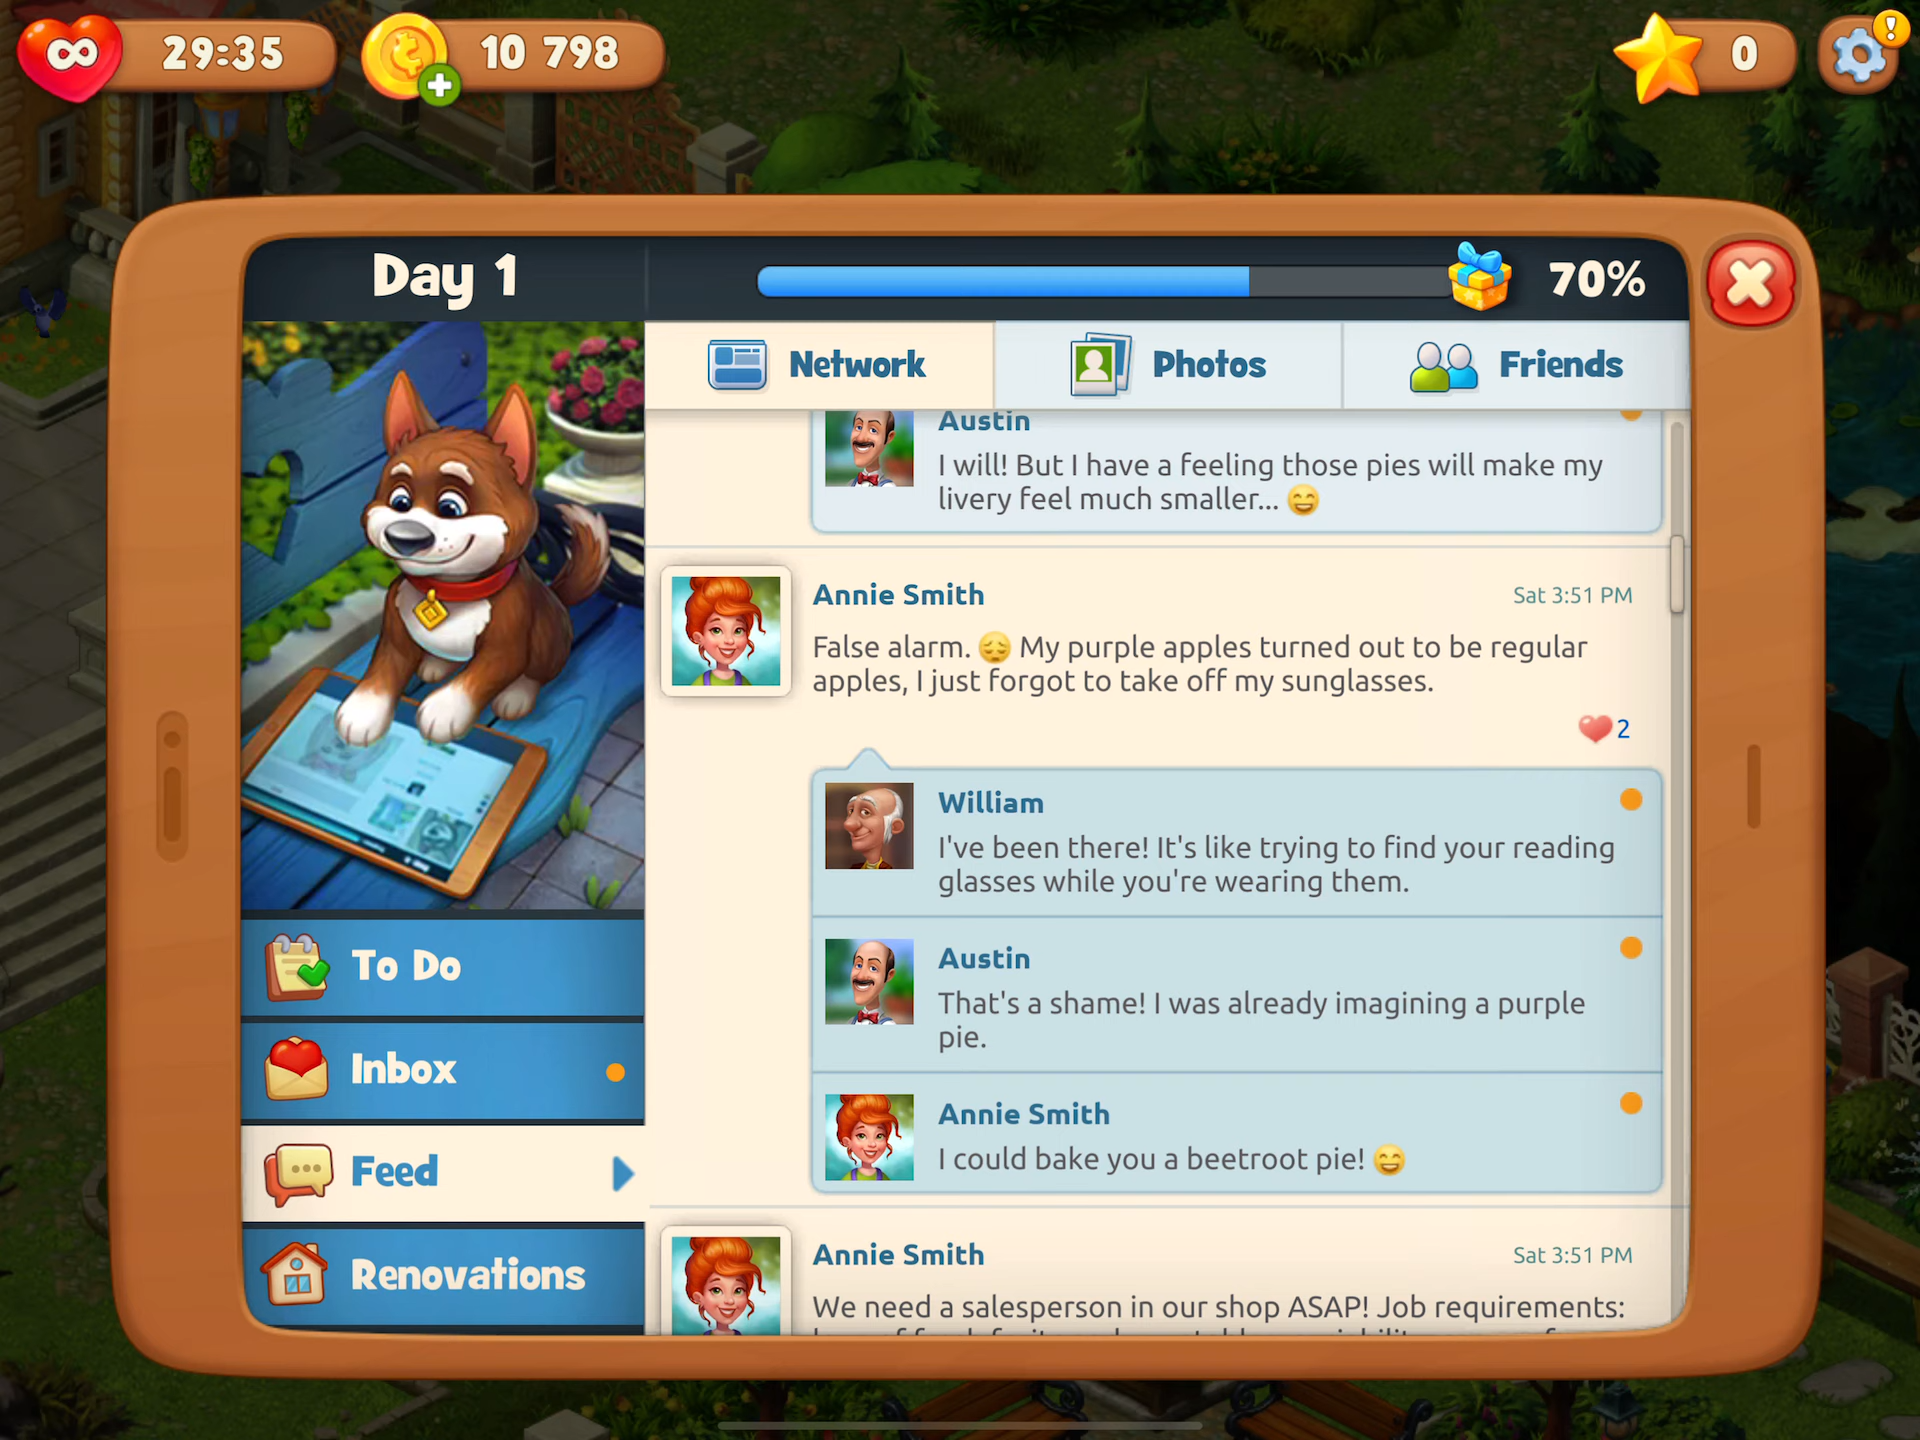 29:35
10 798
0
Day 1
70%
Network
Photos
Friends
Austin
I will! But I have a feeling those pies will make my
livery feel much smaller... 😄
Annie Smith
Sat 3:51 PM
False alarm. 😔 My purple apples turned out to be regular
apples, I just forgot to take off my sunglasses.
2
William
I've been there! It's like trying to find your reading
glasses while you're wearing them.
Austin
That's a shame! I was already imagining a purple
pie.
Annie Smith
I could bake you a beetroot pie! 😄
Annie Smith
Sat 3:51 PM
We need a salesperson in our shop ASAP! Job requirements:
To Do
Inbox
Feed
Renovations